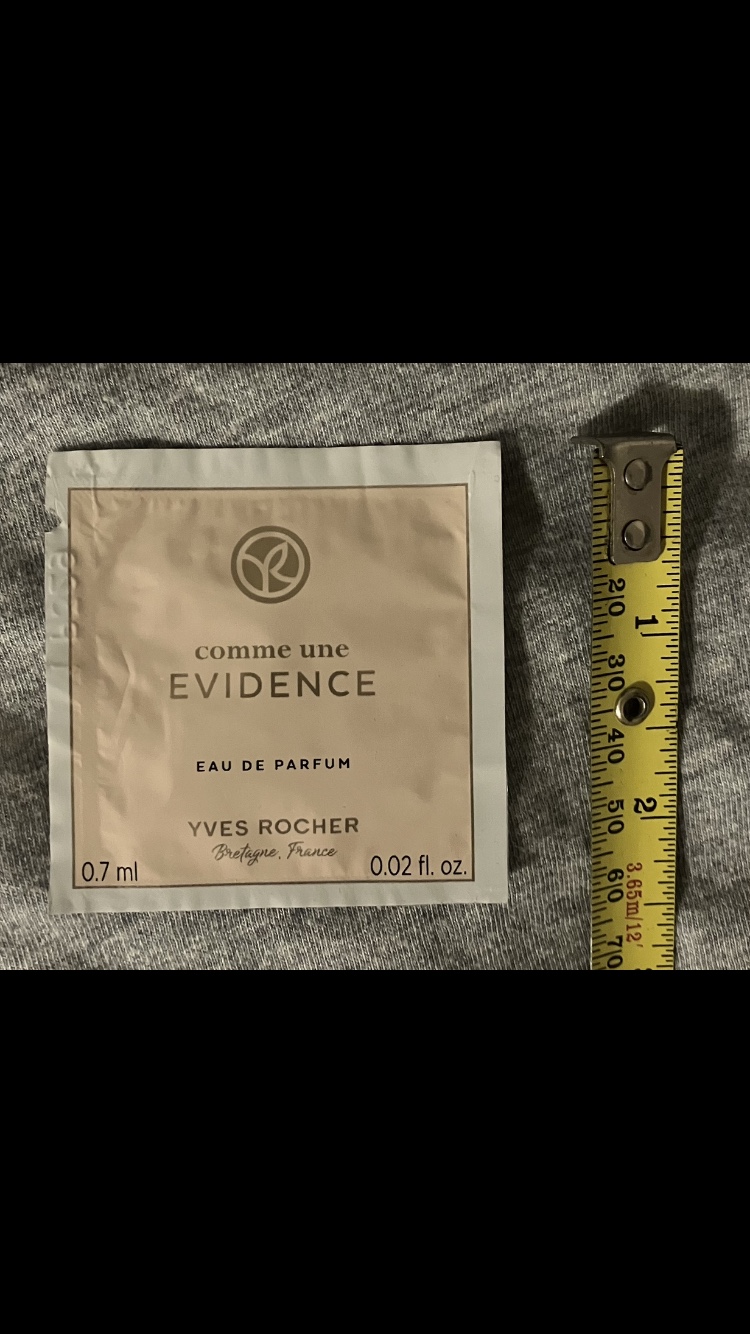 comme une
EVIDENCE
EAU DE PARFUM
YVES ROCHER
Bretagne, France
0.7 ml
0.02 fl. oz.
1
2
20
30
40
50
60
70
3.65m/12'